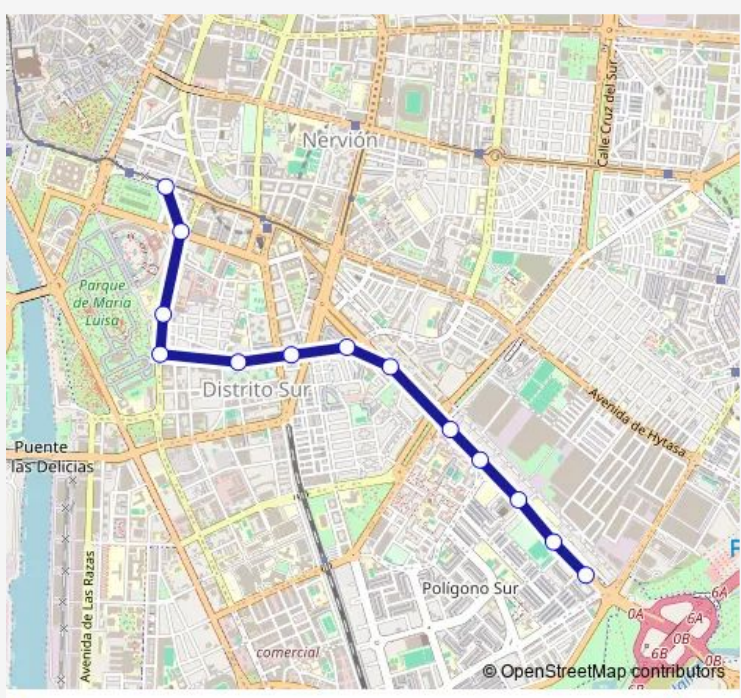 Calle Cruz del Sur
Nervión
Parque
de María
Luisa
Distrito Sur
Avenida de Hytasa
Puente
las Delicias
Avenida de Las Razas
Polígono Sur
comercial
0A
6A
6A
0B
6B
0B
© OpenStreetMap contributors